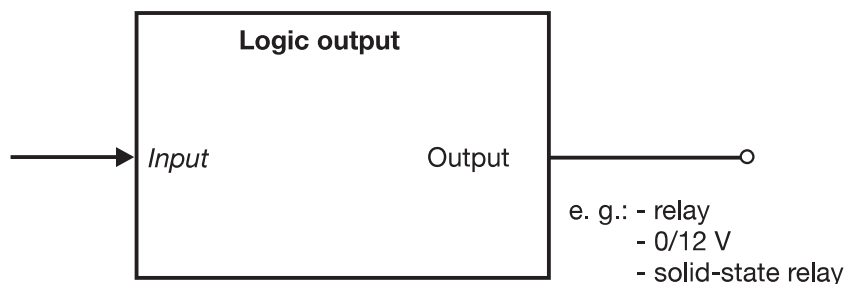 Logic output
Input
Output
e. g.: - relay
- 0/12 V
- solid-state relay